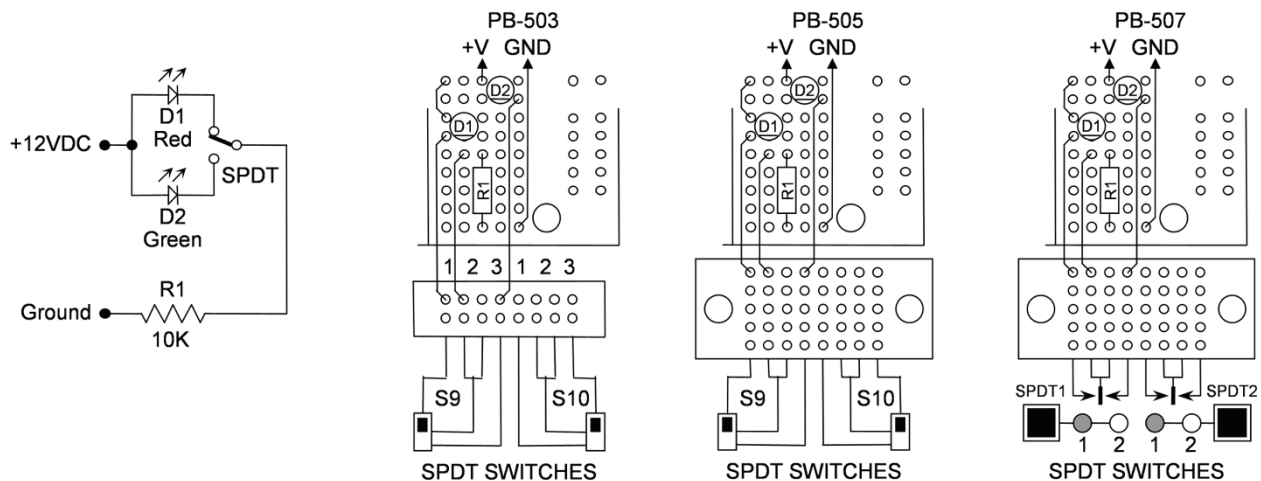 +12VDC
D1
Red
SPDT
D2
Green
R1
Ground
10K
PB-503
+V GND
D2
D1
R1
1 2 3 1 2 3
S9 S10
SPDT SWITCHES
PB-505
+V GND
D2
D1
R1
S9 S10
SPDT SWITCHES
PB-507
+V GND
D2
D1
R1
SPDT1 SPDT2
1 2 1 2
SPDT SWITCHES